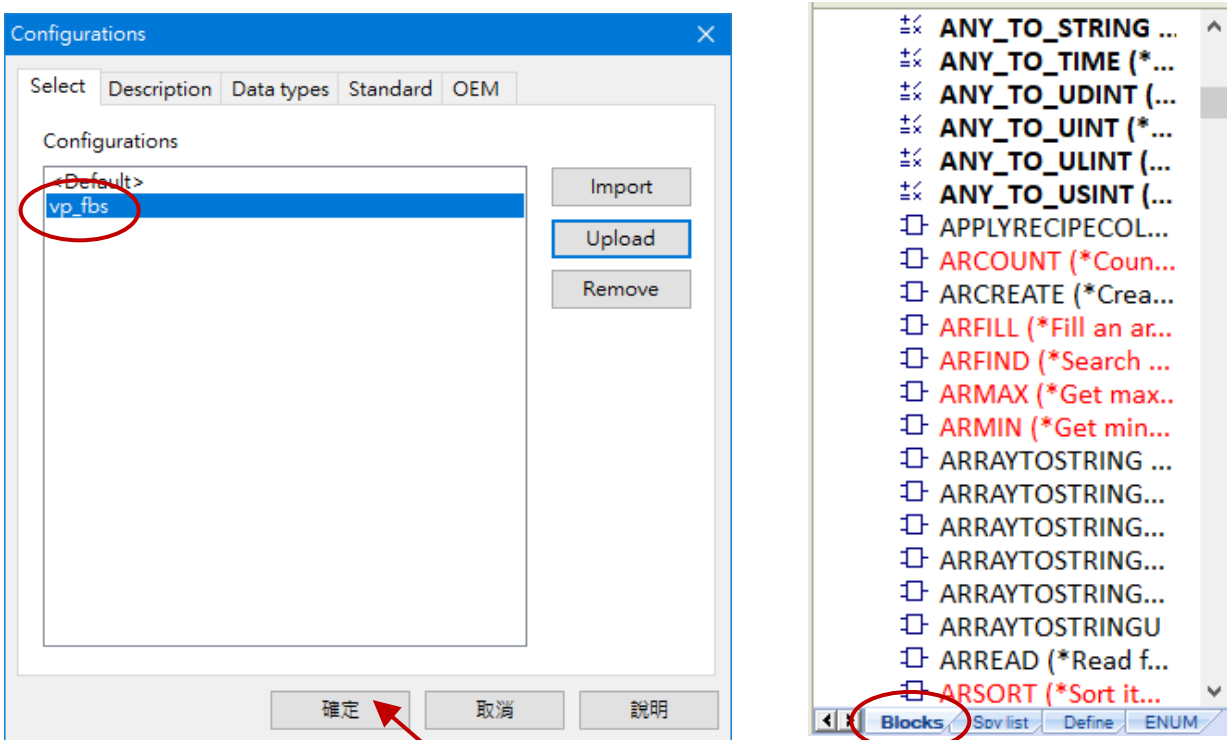 Configurations
Select Description Data types Standard OEM
Configurations
<Default>
vp_fbs
Import
Upload
Remove
確定 取消 說明
ANY_TO_STRING ...
ANY_TO_TIME (*...
ANY_TO_UDINT (...
ANY_TO_UINT (*...
ANY_TO_ULINT (...
ANY_TO_USINT (...
APPLYRECIPECOL...
ARCOUNT (*Coun...
ARCREATE (*Crea...
ARFILL (*Fill an ar...
ARFIND (*Search ...
ARMAX (*Get max..
ARMIN (*Get min...
ARRAYTOSTRING ...
ARRAYTOSTRING...
ARRAYTOSTRING...
ARRAYTOSTRING...
ARRAYTOSTRING...
ARRAYTOSTRINGU
ARREAD (*Read f...
ARSORT (*Sort it...
Blocks Spy list Define ENUM